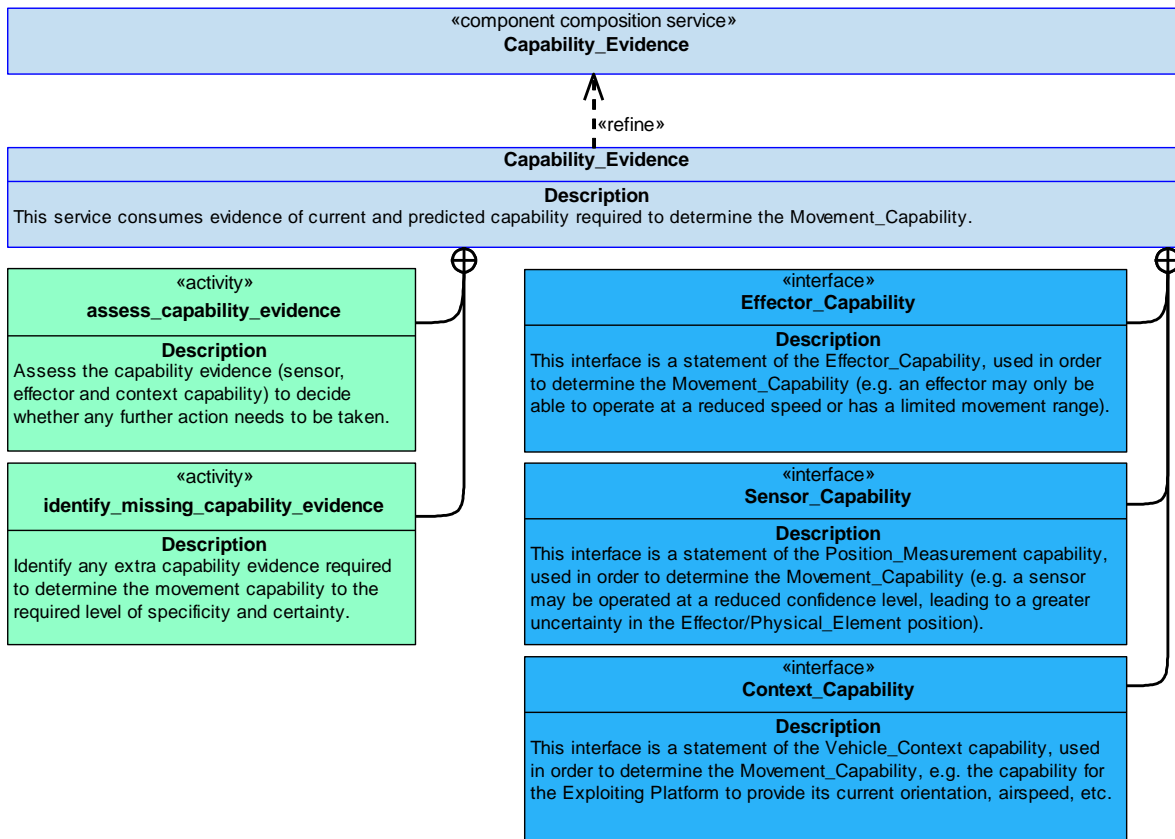 «component composition service»
Capability_Evidence
«refine»
Capability_Evidence
Description
This service consumes evidence of current and predicted capability required to determine the Movement_Capability.
«activity»
assess_capability_evidence
Description
Assess the capability evidence (sensor,
effector and context capability) to decide
whether any further action needs to be taken.
«activity»
identify_missing_capability_evidence
Description
Identify any extra capability evidence required
to determine the movement capability to the
required level of specificity and certainty.
«interface»
Effector_Capability
Description
This interface is a statement of the Effector_Capability, used in order
to determine the Movement_Capability (e.g. an effector may only be
able to operate at a reduced speed or has a limited movement range).
«interface»
Sensor_Capability
Description
This interface is a statement of the Position_Measurement capability,
used in order to determine the Movement_Capability (e.g. a sensor
may be operated at a reduced confidence level, leading to a greater
uncertainty in the Effector/Physical_Element position).
«interface»
Context_Capability
Description
This interface is a statement of the Vehicle_Context capability, used
in order to determine the Movement_Capability, e.g. the capability for
the Exploiting Platform to provide its current orientation, airspeed, etc.